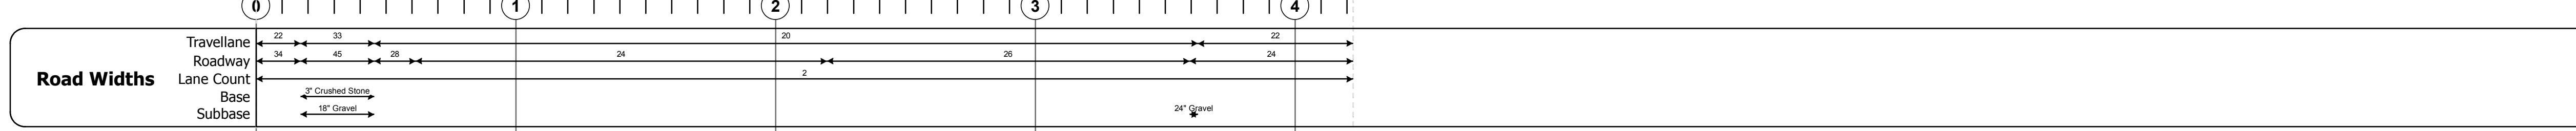 0 1 2 3 4
Travellane 22 33 20 22
Roadway 34 45 28 24 26 24
Road Widths Lane Count 2
Base 3" Crushed Stone
Subbase 18" Gravel 24" Gravel